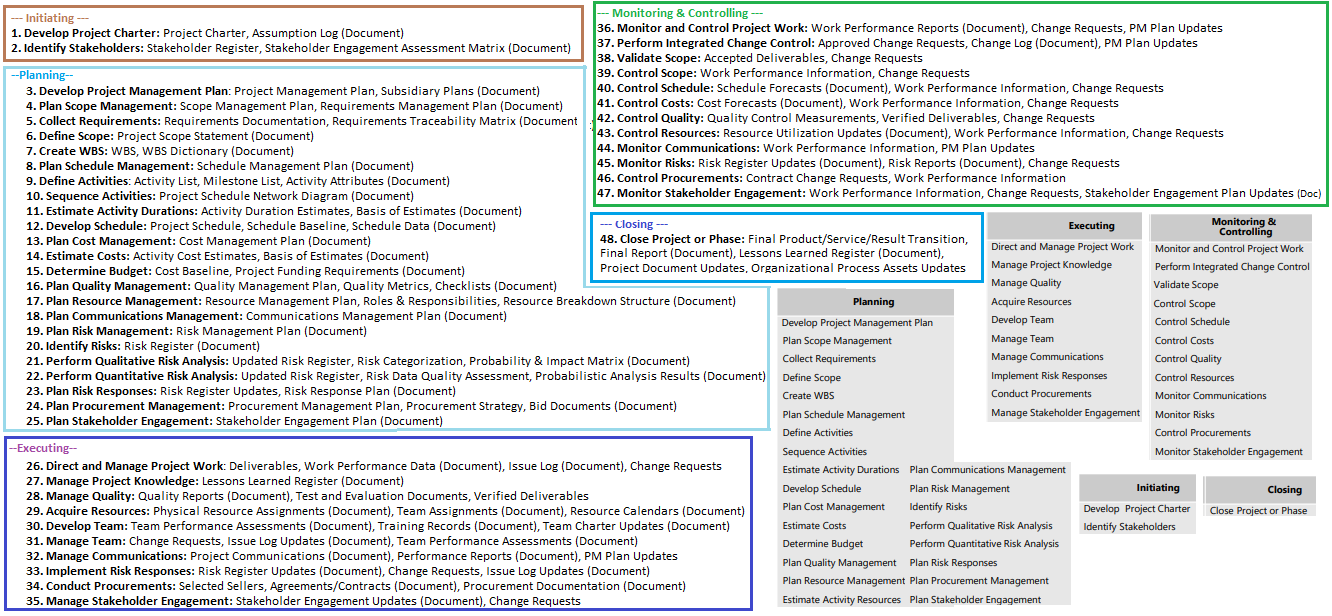 --- Initiating ---
1. Develop Project Charter: Project Charter, Assumption Log (Document)
2. Identify Stakeholders: Stakeholder Register, Stakeholder Engagement Assessment Matrix (Document)
--Planning--
3. Develop Project Management Plan: Project Management Plan, Subsidiary Plans (Document)
4. Plan Scope Management: Scope Management Plan, Requirements Management Plan (Document)
5. Collect Requirements: Requirements Documentation, Requirements Traceability Matrix (Document
6. Define Scope: Project Scope Statement (Document)
7. Create WBS: WBS, WBS Dictionary (Document)
8. Plan Schedule Management: Schedule Management Plan (Document)
9. Define Activities: Activity List, Milestone List, Activity Attributes (Document)
10. Sequence Activities: Project Schedule Network Diagram (Document)
11. Estimate Activity Durations: Activity Duration Estimates, Basis of Estimates (Document)
12. Develop Schedule: Project Schedule, Schedule Baseline, Schedule Data (Document)
13. Plan Cost Management: Cost Management Plan (Document)
14. Estimate Costs: Activity Cost Estimates, Basis of Estimates (Document)
15. Determine Budget: Cost Baseline, Project Funding Requirements (Document)
16. Plan Quality Management: Quality Management Plan, Quality Metrics, Checklists (Document)
17. Plan Resource Management: Resource Management Plan, Roles & Responsibilities, Resource Breakdown Structure (Document)
18. Plan Communications Management: Communications Management Plan (Document)
19. Plan Risk Management: Risk Management Plan (Document)
20. Identify Risks: Risk Register (Document)
21. Perform Qualitative Risk Analysis: Updated Risk Register, Risk Categorization, Probability & Impact Matrix (Document)
22. Perform Quantitative Risk Analysis: Updated Risk Register, Risk Data Quality Assessment, Probabilistic Analysis Results (Document)
23. Plan Risk Responses: Risk Register Updates, Risk Response Plan (Document)
24. Plan Procurement Management: Procurement Management Plan, Procurement Strategy, Bid Documents (Document)
25. Plan Stakeholder Engagement: Stakeholder Engagement Plan (Document)
--Executing--
26. Direct and Manage Project Work: Deliverables, Work Performance Data (Document), Issue Log (Document), Change Requests
27. Manage Project Knowledge: Lessons Learned Register (Document)
28. Manage Quality: Quality Reports (Document), Test and Evaluation Documents, Verified Deliverables
29. Acquire Resources: Physical Resource Assignments (Document), Team Assignments (Document), Resource Calendars (Document)
30. Develop Team: Team Performance Assessments (Document), Training Records (Document), Team Charter Updates (Document)
31. Manage Team: Change Requests, Issue Log Updates (Document), Team Performance Assessments (Document)
32. Manage Communications: Project Communications (Document), Performance Reports (Document), PM Plan Updates
33. Implement Risk Responses: Risk Register Updates (Document), Change Requests, Issue Log Updates (Document)
34. Conduct Procurements: Selected Sellers, Agreements/Contracts (Document), Procurement Documentation (Document)
35. Manage Stakeholder Engagement: Stakeholder Engagement Updates (Document), Change Requests
--- Monitoring & Controlling ---
36. Monitor and Control Project Work: Work Performance Reports (Document), Change Requests, PM Plan Updates
37. Perform Integrated Change Control: Approved Change Requests, Change Log (Document), PM Plan Updates
38. Validate Scope: Accepted Deliverables, Change Requests
39. Control Scope: Work Performance Information, Change Requests
40. Control Schedule: Schedule Forecasts (Document), Work Performance Information, Change Requests
41. Control Costs: Cost Forecasts (Document), Work Performance Information, Change Requests
42. Control Quality: Quality Control Measurements, Verified Deliverables, Change Requests
43. Control Resources: Resource Utilization Updates (Document), Work Performance Information, Change Requests
44. Monitor Communications: Work Performance Information, PM Plan Updates
45. Monitor Risks: Risk Register Updates (Document), Risk Reports (Document), Change Requests
46. Control Procurements: Contract Change Requests, Work Performance Information
47. Monitor Stakeholder Engagement: Work Performance Information, Change Requests, Stakeholder Engagement Plan Updates (Doc)
--- Closing ---
48. Close Project or Phase: Final Product/Service/Result Transition,
Final Report (Document), Lessons Learned Register (Document),
Project Document Updates, Organizational Process Assets Updates
Planning
Develop Project Management Plan
Plan Scope Management
Collect Requirements
Define Scope
Create WBS
Plan Schedule Management
Define Activities
Sequence Activities
Estimate Activity Durations
Develop Schedule
Plan Cost Management
Estimate Costs
Determine Budget
Plan Quality Management
Plan Resource Management
Estimate Activity Resources
Plan Communications Management
Plan Risk Management
Identify Risks
Perform Qualitative Risk Analysis
Perform Quantitative Risk Analysis
Plan Risk Responses
Plan Procurement Management
Plan Stakeholder Engagement
Executing
Direct and Manage Project Work
Manage Project Knowledge
Manage Quality
Acquire Resources
Develop Team
Manage Team
Manage Communications
Implement Risk Responses
Conduct Procurements
Manage Stakeholder Engagement
Monitoring &
Controlling
Monitor and Control Project Work
Perform Integrated Change Control
Validate Scope
Control Scope
Control Schedule
Control Costs
Control Quality
Control Resources
Monitor Communications
Monitor Risks
Control Procurements
Monitor Stakeholder Engagement
Initiating
Develop Project Charter
Identify Stakeholders
Closing
Close Project or Phase